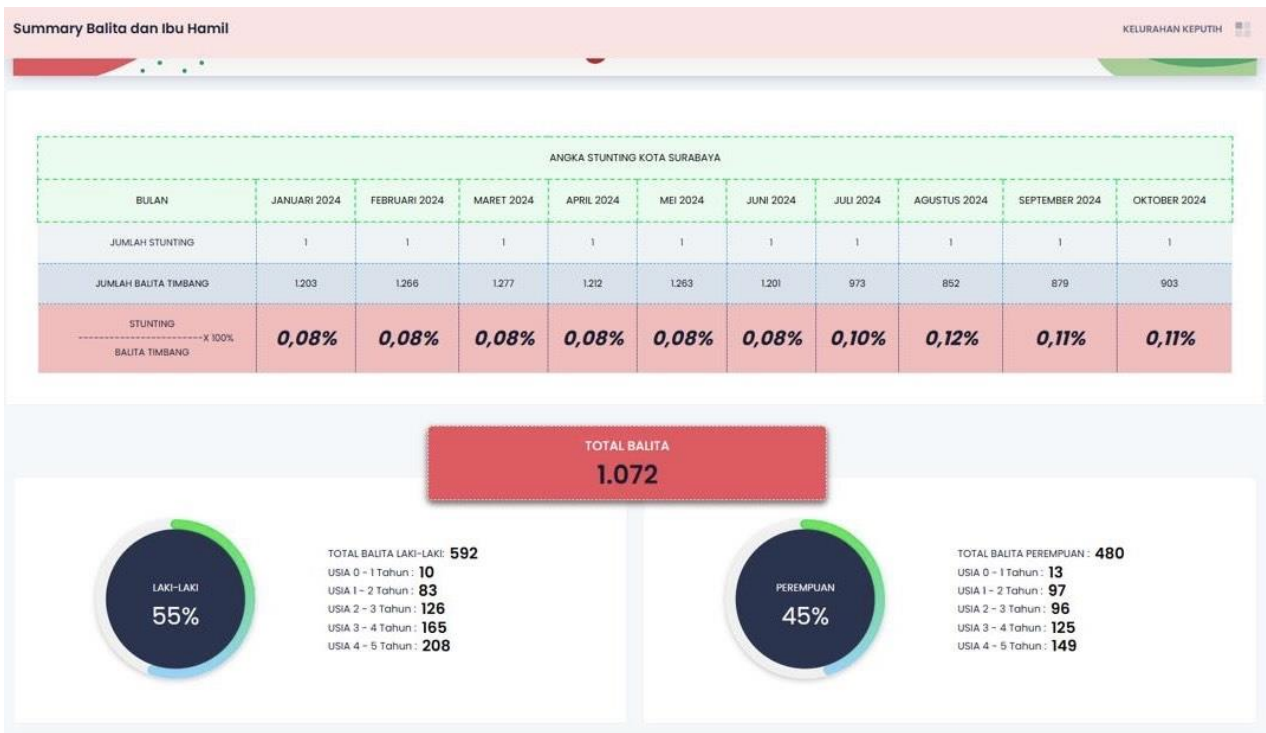 Summary Balita dan Ibu Hamil
KELURAHAN KEPUTIH
ANGKA STUNTING KOTA SURABAYA
BULAN JANUARI 2024 FEBRUARI 2024 MARET 2024 APRIL 2024 MEI 2024 JUNI 2024 JULI 2024 AGUSTUS 2024 SEPTEMBER 2024 OKTOBER 2024
JUMLAH STUNTING 1 1 1 1 1 1 1 1 1 1
JUMLAH BALITA TIMBANG 1.203 1.266 1.277 1.212 1.263 1.201 973 852 879 903
STUNTING
-----------------------X 100% 0,08% 0,08% 0,08% 0,08% 0,08% 0,08% 0,10% 0,12% 0,11% 0,11%
BALITA TIMBANG
TOTAL BALITA
1.072
LAKI-LAKI
55%
TOTAL BALITA LAKI-LAKI: 592
USIA 0 - 1 Tahun : 10
USIA 1 - 2 Tahun : 83
USIA 2 - 3 Tahun : 126
USIA 3 - 4 Tahun : 165
USIA 4 - 5 Tahun : 208
PEREMPUAN
45%
TOTAL BALITA PEREMPUAN : 480
USIA 0 - 1 Tahun : 13
USIA 1 - 2 Tahun : 97
USIA 2 - 3 Tahun : 96
USIA 3 - 4 Tahun : 125
USIA 4 - 5 Tahun : 149